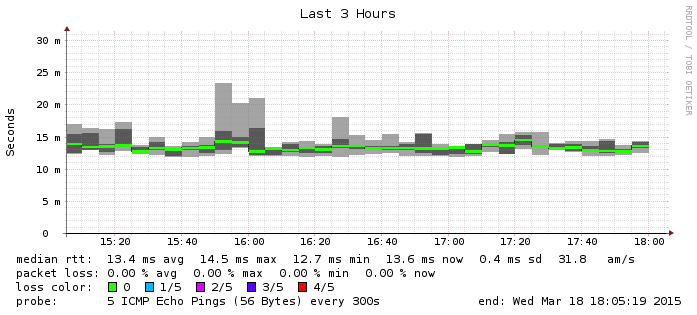 Last 3 Hours
RRDTOOL / TOBI OETIKER
Seconds
30 m
25 m
20 m
15 m
10 m
5 m
0
15:20 15:40 16:00 16:20 16:40 17:00 17:20 17:40 18:00
median rtt: 13.4 ms avg 14.5 ms max 12.7 ms min 13.6 ms now 0.4 ms sd 31.8 am/s
packet loss: 0.00 % avg 0.00 % max 0.00 % min 0.00 % now
loss color: 0 1/5 2/5 3/5 4/5
probe: 5 ICMP Echo Pings (56 Bytes) every 300s end: Wed Mar 18 18:05:19 2015